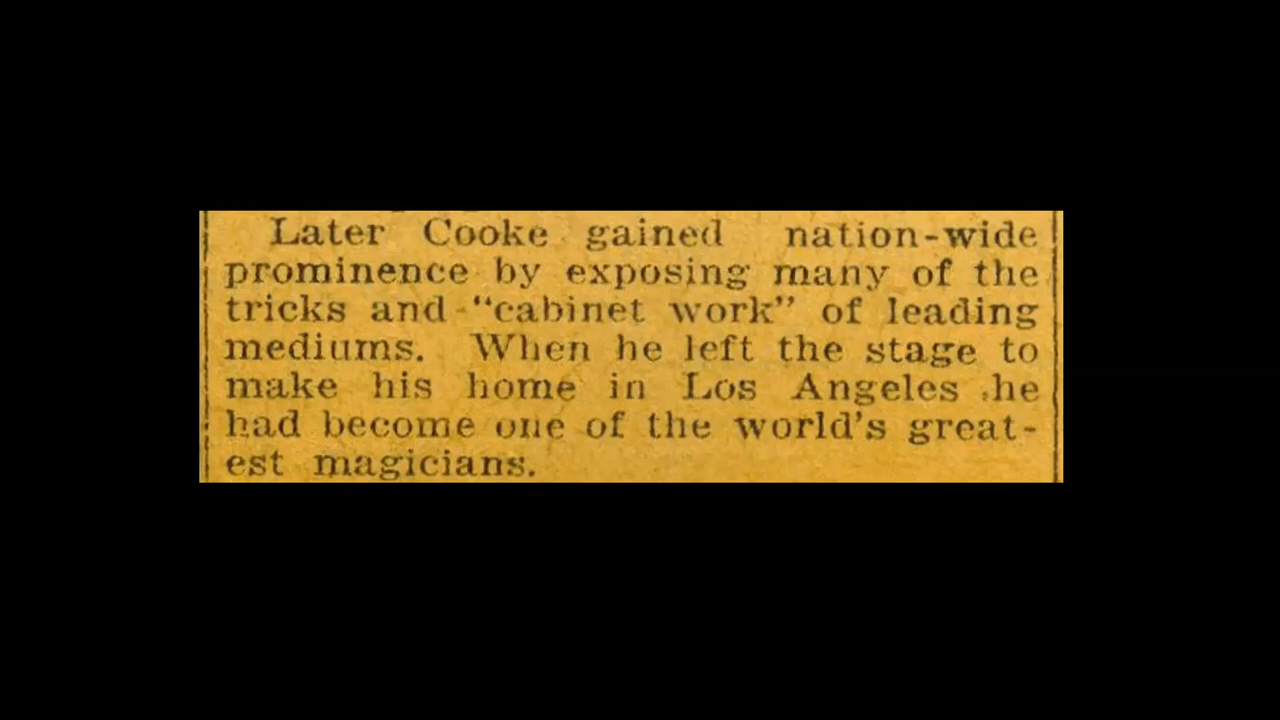 Later Cooke gained nation-wide
prominence by exposing many of the
tricks and "cabinet work" of leading
mediums. When he left the stage to
make his home in Los Angeles he
had become one of the world's great-
est magicians.